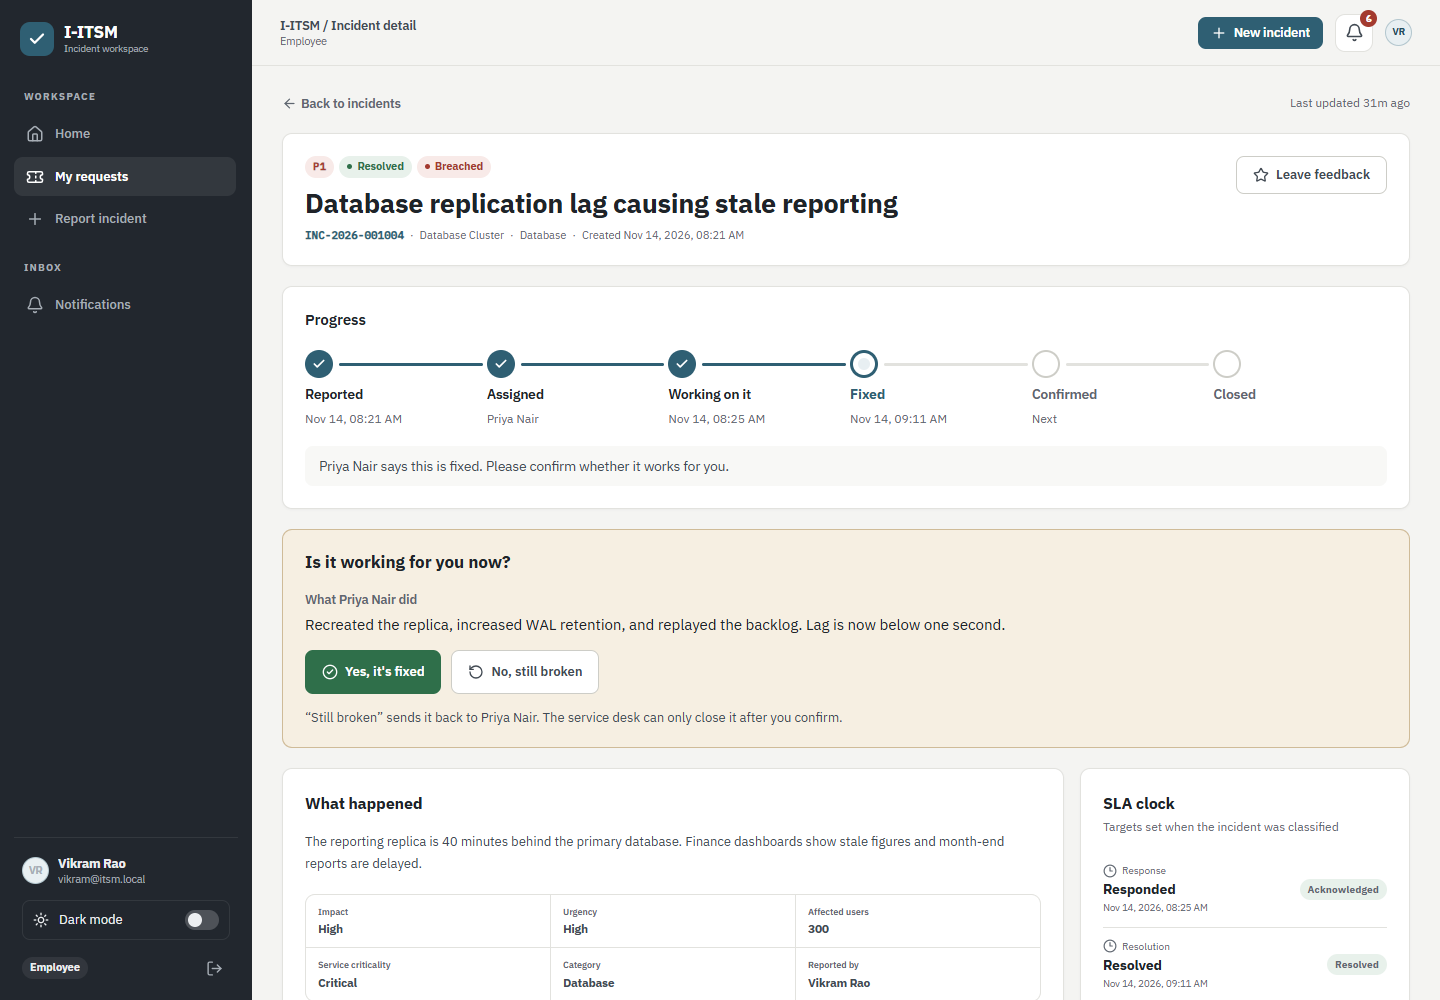 I-ITSM
Incident workspace
WORKSPACE
Home
My requests
Report incident
INBOX
Notifications
VR
Vikram Rao
vikram@itsm.local
Dark mode
Employee
I-ITSM / Incident detail
Employee
New incident
6
VR
Back to incidents
Last updated 31m ago
P1
Resolved
Breached
Leave feedback
Database replication lag causing stale reporting
INC-2026-001004 · Database Cluster · Database · Created Nov 14, 2026, 08:21 AM
Progress
Reported
Assigned
Working on it
Fixed
Confirmed
Closed
Nov 14, 08:21 AM
Priya Nair
Nov 14, 08:25 AM
Nov 14, 09:11 AM
Next
Priya Nair says this is fixed. Please confirm whether it works for you.
Is it working for you now?
What Priya Nair did
Recreated the replica, increased WAL retention, and replayed the backlog. Lag is now below one second.
Yes, it's fixed
No, still broken
“Still broken” sends it back to Priya Nair. The service desk can only close it after you confirm.
What happened
The reporting replica is 40 minutes behind the primary database. Finance dashboards show stale figures and month-end
reports are delayed.
Impact
High
Urgency
High
Affected users
300
Service criticality
Critical
Category
Database
Reported by
Vikram Rao
SLA clock
Targets set when the incident was classified
Response
Responded
Nov 14, 2026, 08:25 AM
Acknowledged
Resolution
Resolved
Nov 14, 2026, 09:11 AM
Resolved